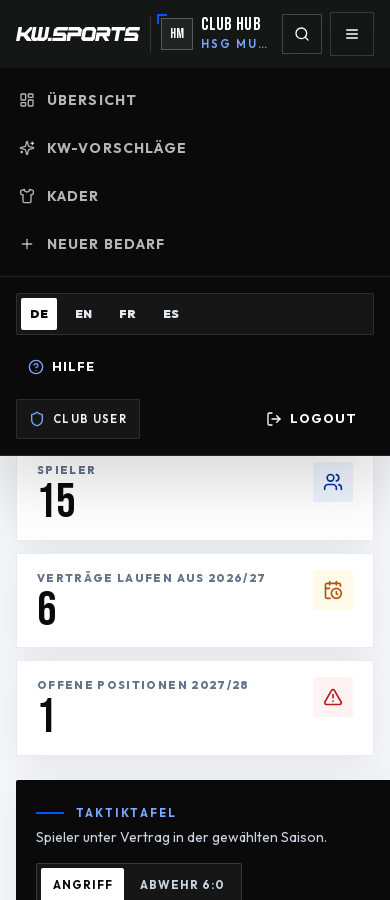 KW.SPORTS
HM
CLUB HUB
HSG MU...
ÜBERSICHT
KW-VORSCHLÄGE
KADER
NEUER BEDARF
DE EN FR ES
HILFE
CLUB USER
LOGOUT
SPIELER
15
VERTRÄGE LAUFEN AUS 2026/27
6
OFFENE POSITIONEN 2027/28
1
TAKTIKTAFEL
Spieler unter Vertrag in der gewählten Saison.
ANGRIFF ABWEHR 6:0